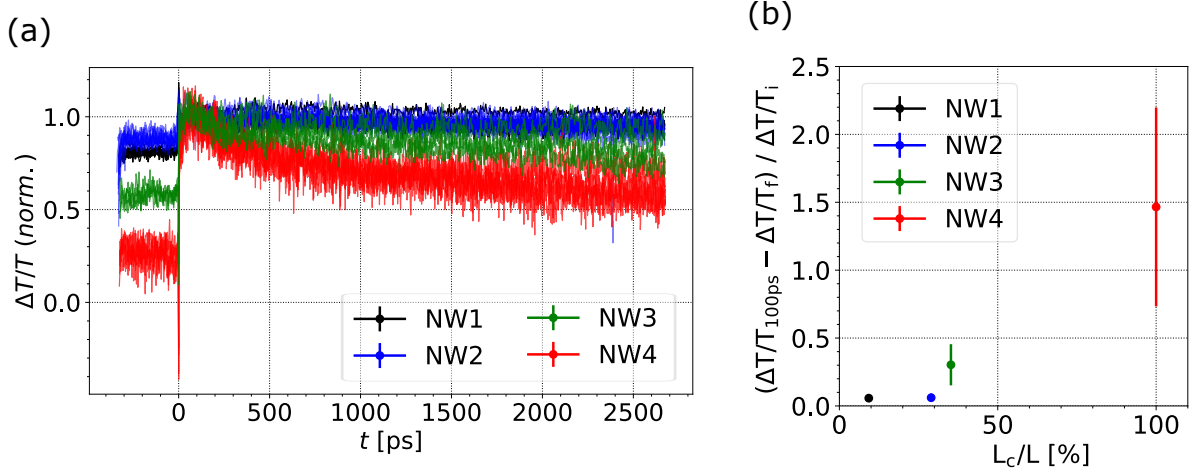 (a)
ΔT/T (norm.)
1.0
0.5
0.0
0
500
1000
1500
2000
2500
t [ps]
NW1
NW2
NW3
NW4
(b)
(ΔT/T100ps − ΔT/Tf) / ΔT/Ti
2.5
2.0
1.5
1.0
0.5
0.0
0
50
100
Lc/L [%]
NW1
NW2
NW3
NW4